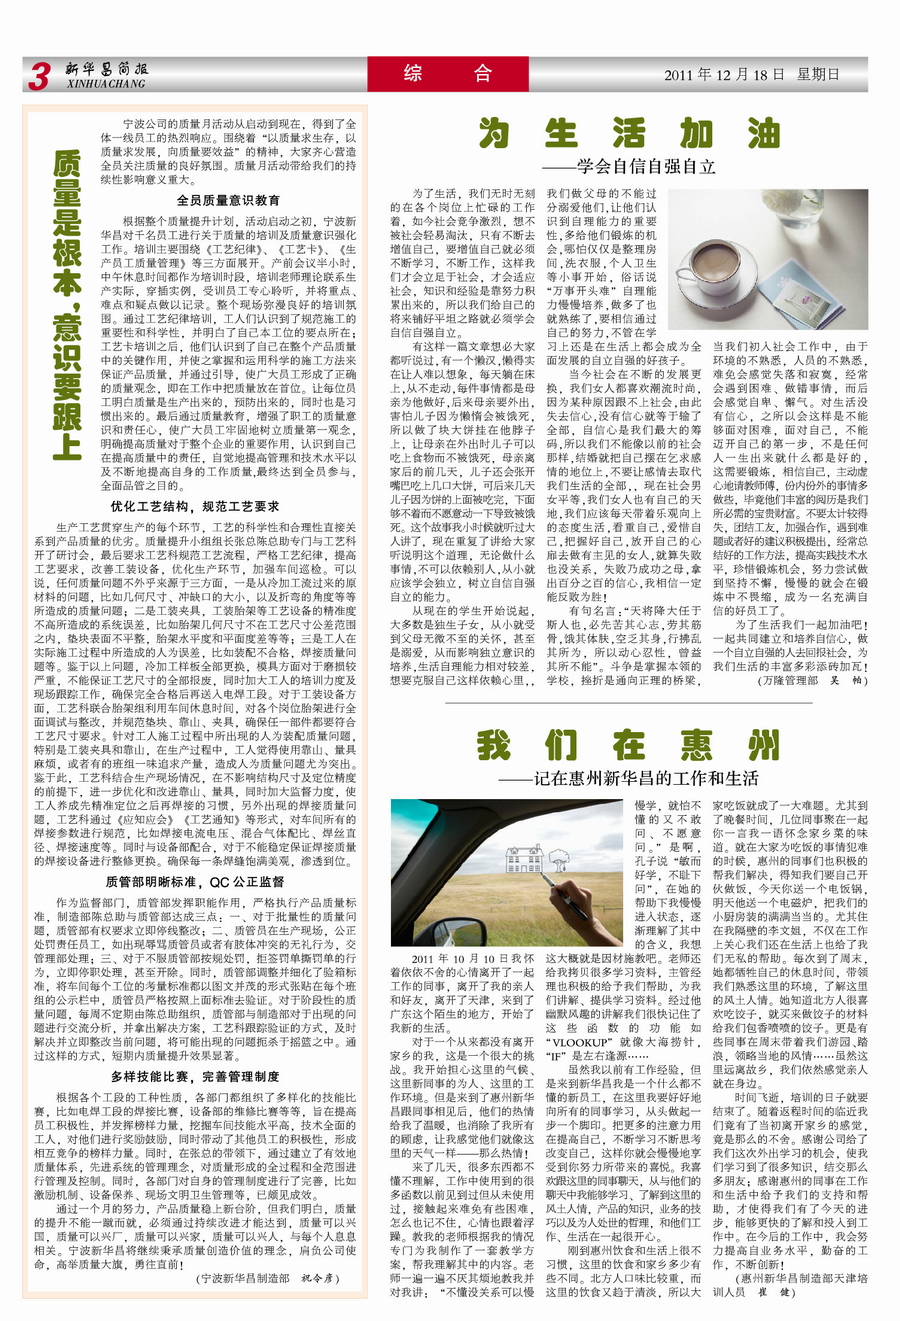 3 新华昌简报
XINHUACHANG
综 合
2011 年 12 月 18 日 星期日
质量是根本，意识要跟上
宁波公司的质量月活动从启动到现在，得到了全
体一线员工的热烈响应。围绕着“以质量求生存，以
质量求发展，向质量要效益”的精神，大家齐心营造
全员关注质量的良好氛围。质量月活动带给我们的持
续性影响意义重大。
全员质量意识教育
根据整个质量提升计划，活动启动之初，宁波新
华昌对千名员工进行关于质量的培训及质量意识强化
工作。培训主要围绕《工艺纪律》、《工艺卡》、《生
产员工质量管理》等三方面展开。产前会议半小时，
中午休息时间都作为培训时段，培训老师理论联系生
产实际，穿插实例，受训员工专心聆听，并将重点、
难点和疑点做以记录。整个现场弥漫良好的培训氛
围。通过工艺纪律培训，工人们认识到了规范施工的
重要性和科学性，并明白了自己本工位的要点所在；
工艺卡培训之后，他们认识到了自己在整个产品质量
中的关键作用，并使之掌握和运用科学的施工方法来
保证产品质量，并通过引导，使广大员工形成了正确
的质量观念，即在工作中把质量放在首位。让每位员
工明白质量是生产出来的，预防出来的，同时也是习
惯出来的。最后通过质量教育，增强了职工的质量意
识和责任心，使广大员工牢固地树立质量第一观念，
明确提高质量对于整个企业的重要作用，认识到自己
在提高质量中的责任，自觉地提高管理和技术水平以
及不断地提高自身的工作质量，最终达到全员参与，
全面品管之目的。
优化工艺结构，规范工艺要求
生产工艺贯穿生产的每个环节，工艺的科学性和合理性直接关
系到产品质量的优劣。质量提升小组组长张总陈总助专门与工艺科
开了研讨会，最后要求工艺科规范工艺流程，严格工艺纪律，提高
工艺要求，改善工装设备，优化生产环节，加强车间巡检。可以
说，任何质量问题不外乎来源于三方面，一是从冷加工流过来的原
材料的问题，比如几何尺寸、冲缺口的大小，以及折弯的角度等等
所造成的质量问题；二是工装夹具，工装胎架等工艺设备的精准度
不高所造成的系统误差，比如胎架几何尺寸不在工艺尺寸公差范围
之内，垫块表面不平整，胎架水平度和平面度差等等；三是工人在
实际施工过程中所造成的人为误差，比如装配不合格，焊接质量问
题等。鉴于以上问题，冷加工样板全部更换，模具方面对于磨损较
严重，不能保证工艺尺寸的全部报废，同时加大工人的培训力度及
现场跟踪工作，确保完全合格后再送入电焊工段。对于工装设备方
面，工艺科联合胎架组利用车间休息时间，对各个岗位胎架进行全
面调试与整改，并规范垫块、靠山、夹具，确保任一部件都要符合
工艺尺寸要求。针对工人施工过程中所出现的人为装配质量问题，
特别是工装夹具和靠山，在生产过程中，工人觉得使用靠山、量具
麻烦，或者有的班组一味追求产量，造成人为质量问题尤为突出。
鉴于此，工艺科结合生产现场情况，在不影响结构尺寸及定位精度
的前提下，进一步优化和改进靠山、量具，同时加大监督力度，使
工人养成先精准定位之后再焊接的习惯，另外出现的焊接质量问
题，工艺科通过《应知应会》《工艺通知》等形式，对车间所有的
焊接参数进行规范，比如焊接电流电压、混合气体配比、焊丝直
径、焊接速度等。同时与设备部配合，对于不能稳定保证焊接质量
的焊接设备进行整修更换。确保每一条焊缝饱满美观，渗透到位。
质管部明晰标准，QC 公正监督
作为监督部门，质管部发挥职能作用，严格执行产品质量标
准，制造部陈总助与质管部达成三点：一、对于批量性的质量问
题，质管部有权要求立即停线整改；二、质管员在生产现场，公正
处罚责任员工，如出现辱骂质管员或者有肢体冲突的无礼行为，交
管理部处理；三、对于不服质管部按规处罚，拒签罚单撕罚单的行
为，立即停职处理，甚至开除。同时，质管部调整并细化了验箱标
准，将车间每个工位的考量标准都以图文并茂的形式张贴在每个班
组的公示栏中，质管员严格按照上面标准去验证。对于阶段性的质
量问题，每周不定期由陈总助组织，质管部与制造部对于出现的问
题进行交流分析，并拿出解决方案，工艺科跟踪验证的方式，及时
解决并立即整改当前问题，将可能出现的问题扼杀于摇篮之中。通
过这样的方式，短期内质量提升效果显著。
多样技能比赛，完善管理制度
根据各个工段的工种性质，各部门都组织了多样化的技能比
赛，比如电焊工段的焊接比赛，设备部的维修比赛等等，旨在提高
员工积极性，并发挥榜样力量，挖掘车间技能水平高，技术全面的
工人，对他们进行奖励鼓励，同时带动了其他员工的积极性，形成
相互竞争的榜样力量。同时，在张总的带领下，通过建立了有效地
质量体系，先进系统的管理理念，对质量形成的全过程和全范围进
行管理及控制。同时，各部门对自身的管理制度进行了完善，比如
激励机制、设备保养、现场文明卫生管理等，已颇见成效。
通过一个月的努力，产品质量稳上新台阶，但我们明白，质量
的提升不能一蹴而就，必须通过持续改进才能达到，质量可以兴
国，质量可以兴厂，质量可以兴家，质量可以兴人，与每个人息息
相关。宁波新华昌将继续秉承质量创造价值的理念，肩负公司使
命，高举质量大旗，勇往直前！
（宁波新华昌制造部 祝令彦）
为 生 活 加 油
——学会自信自强自立
为了生活，我们无时无刻
的在各个岗位上忙碌的工作
着，如今社会竞争激烈，想不
被社会轻易淘汰，只有不断去
增值自己，要增值自己就必须
不断学习，不断工作，这样我
们才会立足于社会，才会适应
社会，知识和经验是靠努力积
累出来的，所以我们给自己的
将来铺好平坦之路就必须学会
自信自强自立。
有这样一篇文章想必大家
都听说过，有一个懒汉，懒得实
在让人难以想象，每天躺在床
上，从不走动，每件事情都是母
亲为他做好，后来母亲要外出，
害怕儿子因为懒惰会被饿死，
所以做了块大饼挂在他脖子
上，让母亲在外出时儿子可以
吃上食物而不被饿死，母亲离
家后的前几天，儿子还会张开
嘴巴吃上几口大饼，可后来几天
儿子因为饼的上面被吃完，下面
够不着而不愿意动一下导致被饿
死。这个故事我小时候就听过大
人讲了，现在重复了讲给大家
听说明这个道理，无论做什么
事情，不可以依赖别人，从小就
应该学会独立，树立自信自强
自立的能力。
从现在的学生开始说起，
大多数是独生子女，从小就受
到父母无微不至的关怀，甚至
是溺爱，从而影响独立意识的
培养，生活自理能力相对较差，
想要克服自己这样依赖心里，，
我们做父母的不能过
分溺爱他们，让他们认
识到自理能力的重要
性，多给他们锻炼的机
会，哪怕仅仅是整理房
间，洗衣服，个人卫生
等小事开始，俗话说
“万事开头难”自理能
力慢慢培养，做多了也
就熟练了，要相信通过
自己的努力，不管在学
习上还是在生活上都会成为全
面发展的自立自强的好孩子。
当今社会在不断的发展更
换，我们女人都喜欢潮流时尚，
因为某种原因跟不上社会，由此
失去信心，没有信心就等于输了
全部，自信心是我们最大的筹
码，所以我们不能像以前的社会
那样，结婚就把自己摆在乞求感
情的地位上，不要让感情去取代
我们生活的全部，，现在社会男
女平等，我们女人也有自己的天
地，我们应该每天带着乐观向上
的态度生活，看重自己，爱惜自
己，把握好自己，放开自己的心
扉去做有主见的女人，就算失败
也没关系，失败乃成功之母，拿
出百分之百的信心，我相信一定
能反败为胜！
有句名言：“天将降大任于
斯人也，必先苦其心志，劳其筋
骨，饿其体肤，空乏其身，行拂乱
其所为，所以动心忍性，曾益
其所不能”。斗争是掌握本领的
学校，挫折是通向正理的桥梁，
当我们初入社会工作中，由于
环境的不熟悉，人员的不熟悉，
难免会感觉失落和寂寞，经常
会遇到困难、做错事情，而后
会感觉自卑、懈气。对生活没
有信心，之所以会这样是不能
够面对困难，面对自己，不能
迈开自己的第一步，不是任何
人一生出来就什么都是好的，
这需要锻炼，相信自己，主动虚
心地请教师傅，份内份外的事情多
做些，毕竟他们丰富的阅历是我们
所必需的宝贵财富。不要太计较得
失，团结工友，加强合作，遇到难
题或者好的建议积极提出，经常总
结好的工作方法，提高实践技术水
平，珍惜锻炼机会，努力尝试做
到坚持不懈，慢慢的就会在锻
炼中不畏缩，成为一名充满自
信的好员工了。
为了生活我们一起加油吧！
一起共同建立和培养自信心，做
一个自立自强的人去回报社会，为
我们生活的丰富多彩添砖加瓦！
（万隆管理部 吴 帕）
我 们 在 惠 州
——记在惠州新华昌的工作和生活
2011 年 10 月 10 日我怀
着依依不舍的心情离开了一起
工作的同事，离开了我的亲人
和好友，离开了天津，来到了
广东这个陌生的地方，开始了
我新的生活。
对于一个从来都没有离开
家乡的我，这是一个很大的挑
战。我开始担心这里的气候、
这里新同事的为人、这里的工
作环境。但是来到了惠州新华
昌跟同事相见后，他们的热情
给我了温暖，也消除了我所有
的顾虑，让我感觉他们就像这
里的天气一样——那么热情！
来了几天，很多东西都不
懂不理解，工作中使用到的很
多函数以前见到过但从未使用
过，接触起来难免有些困难，
怎么也记不住，心情也跟着浮
躁。教我的老师根据我的情况
专门为我制作了一套教学方
案，帮我理解其中的内容。老
师一遍一遍不厌其烦地教我并
对我讲：“不懂没关系可以慢
慢学，就怕不
懂的又不敢
问、不愿意
问。”是啊，
孔子说“敏而
好学，不耻下
问”，在她的
帮助下我慢慢
进入状态，逐
渐理解了其中
的含义，我想
这大概就是因材施教吧。老师还
给我拷贝很多学习资料，主管经
理也积极的给予我们帮助，为我
们讲解、提供学习资料。经过他
幽默风趣的讲解我们很快记住了
这些函数的功能如
“VLOOKUP”就像大海捞针，
“IF”是左右逢源……
虽然我以前有工作经验，但
是来到新华昌我是一个什么都不
懂的新员工，在这里我要好好地
向所有的同事学习，从头做起一
步一个脚印。把更多的注意力用
在提高自己，不断学习不断思考
改变自己，这样你就会慢慢地享
受到你努力所带来的喜悦。我喜
欢跟这里的同事聊天，从与他们的
聊天中我能够学习、了解到这里的
风土人情，产品的知识，业务的技
巧以及为人处世的哲理，和他们工
作、生活在一起很开心。
刚到惠州饮食和生活上很不
习惯，这里的饮食和家乡多少有
些不同。北方人口味比较重，而
这里的饮食又趋于清淡，所以大
家吃饭就成了一大难题。尤其到
了晚餐时间，几位同事聚在一起
你一言我一语怀念家乡菜的味
道。就在大家为吃饭的事情犯难
的时候，惠州的同事们也积极的
帮我们解决，得知我们要自己开
伙做饭，今天你送一个电饭锅，
明天他送一个电磁炉，把我们的
小厨房装的满满当当的。尤其住
在我隔壁的李文姐，不仅在工作
上关心我们还在生活上也给了我
们无私的帮助。每次到了周末，
她都牺牲自己的休息时间，带领
我们熟悉这里的环境，了解这里
的风土人情。她知道北方人很喜
欢吃饺子，就买来做饺子的材料
给我们包香喷喷的饺子。更是有
些同事在周末带着我们游园、踏
浪，领略当地的风情……虽然这
里远离故乡，我们依然感觉亲人
就在身边。
时间飞逝，培训的日子就要
结束了。随着返程时间的临近我
们竟有了当初离开家乡的感觉，
竟是那么的不舍。感谢公司给了
我们这次外出学习的机会，使我
们学习到了很多知识，结交那么
多朋友；感谢惠州的同事在工作
和生活中给予我们的支持和帮
助，才使得我们有了今天的进
步，能够更快的了解和投入到工
作中。在今后的工作中，我会努
力提高自业务水平，勤奋的工
作，不断创新！
（惠州新华昌制造部天津培
训人员 崔 健）